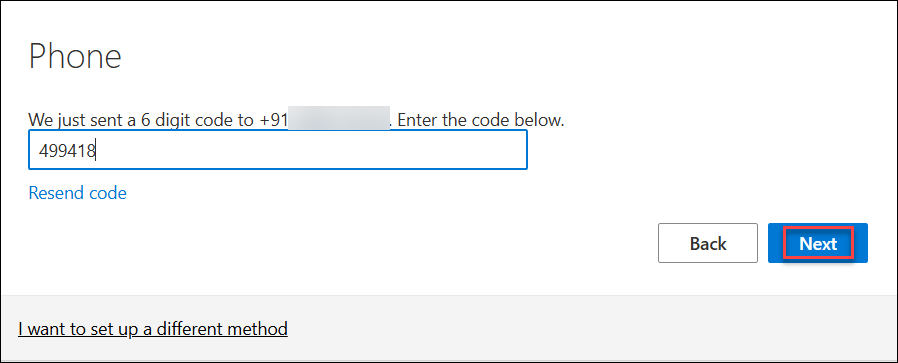 Phone
We just sent a 6 digit code to +91 . Enter the code below.
499418
Resend code
Back
Next
I want to set up a different method